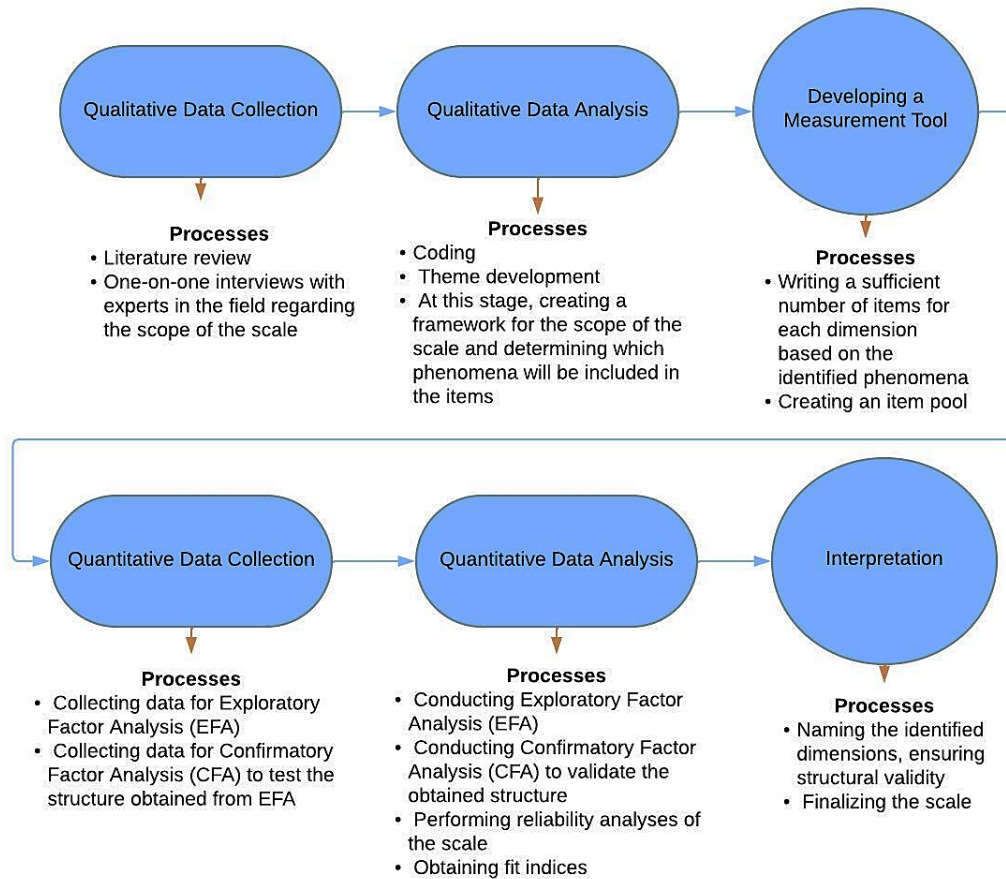 Qualitative Data Collection
Qualitative Data Analysis
Developing a
Measurement Tool
Processes
• Literature review
• One-on-one interviews with
experts in the field regarding
the scope of the scale
Processes
• Coding
• Theme development
• At this stage, creating a
framework for the scope of the
scale and determining which
phenomena will be included in
the items
Processes
• Writing a sufficient
number of items for
each dimension
based on the
identified phenomena
• Creating an item pool
Quantitative Data Collection
Quantitative Data Analysis
Interpretation
Processes
• Collecting data for Exploratory
Factor Analysis (EFA)
• Collecting data for Confirmatory
Factor Analysis (CFA) to test the
structure obtained from EFA
Processes
• Conducting Exploratory Factor
Analysis (EFA)
• Conducting Confirmatory Factor
Analysis (CFA) to validate the
obtained structure
• Performing reliability analyses of
the scale
• Obtaining fit indices
Processes
• Naming the identified
dimensions, ensuring
structural validity
• Finalizing the scale